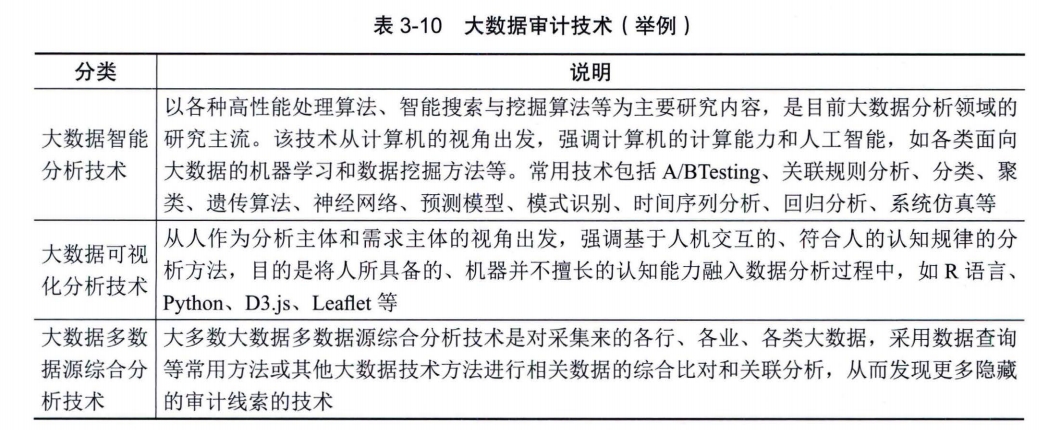 表 3-10 大数据审计技术（举例）
分类 说明
大数据智能
分析技术
以各种高性能处理算法、智能搜索与挖掘算法等为主要研究内容，是目前大数据分析领域的
研究主流。该技术从计算机的视角出发，强调计算机的计算能力和人工智能，如各类面向
大数据的机器学习和数据挖掘方法等。常用技术包括 A/BTesting、关联规则分析、分类、聚
类、遗传算法、神经网络、预测模型、模式识别、时间序列分析、回归分析、系统仿真等
大数据可视
化分析技术
从人作为分析主体和需求主体的视角出发，强调基于人机交互的、符合人的认知规律的分
析方法，目的是将人所具备的、机器并不擅长的认知能力融入数据分析过程中，如 R 语言、
Python、D3.js、Leaflet 等
大数据多数
据源综合分
析技术
大多数大数据多数据源综合分析技术是对采集来的各行、各业、各类大数据，采用数据查询
等常用方法或其他大数据技术方法进行相关数据的综合比对和关联分析，从而发现更多隐藏
的审计线索的技术